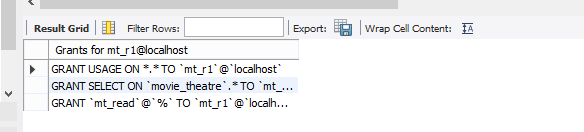 Result Grid Filter Rows: Export: Wrap Cell Content: IA
Grants for mt_r1@localhost
GRANT USAGE ON *.* TO `mt_r1`@`localhost`
GRANT SELECT ON `movie_theatre`.* TO `mt_...
GRANT `mt_read`@`%` TO `mt_r1`@`localh...